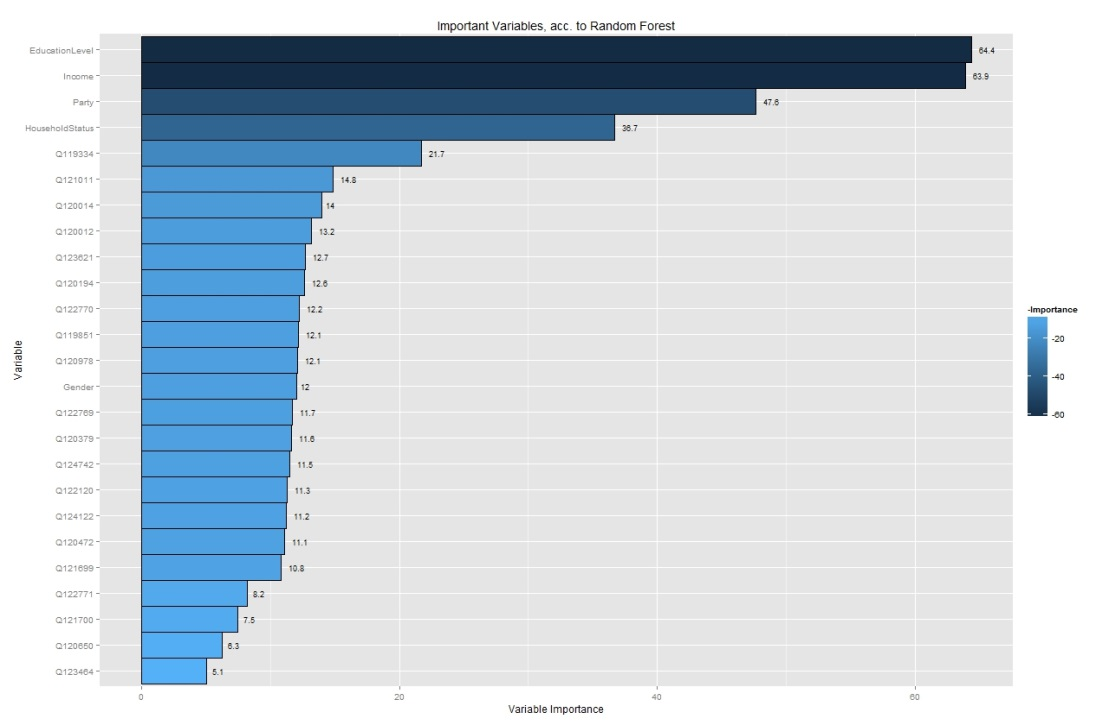 Important Variables, acc. to Random Forest
EducationLevel 64.4
Income 63.9
Party 47.6
HouseholdStatus 36.7
Q119334 21.7
Q121011 14.8
Q120014 14
Q120012 13.2
Q123621 12.7
Q120194 12.6
Q122770 12.2
Q119851 12.1
Q120978 12.1
Gender 12
Q122769 11.7
Q120379 11.6
Q124742 11.5
Q122120 11.3
Q124122 11.2
Q120472 11.1
Q121699 10.8
Q122771 8.2
Q121700 7.5
Q120650 6.3
Q123464 5.1
0 20 40 60
Variable Importance
Variable
-Importance
-20
-40
-60